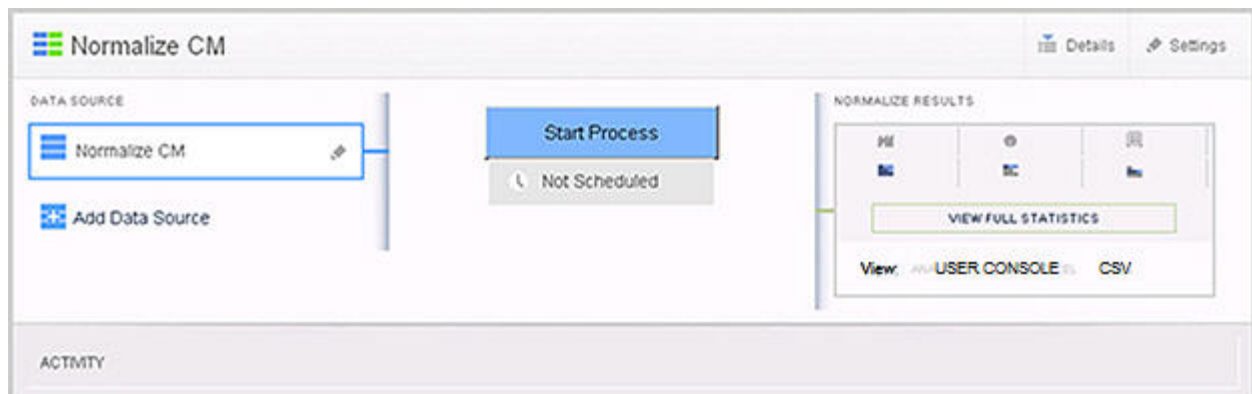 Normalize CM
Details
Settings
DATA SOURCE
Normalize CM
Add Data Source
Start Process
Not Scheduled
NORMALIZE RESULTS
VIEW FULL STATISTICS
View: USER CONSOLE CSV
ACTIVITY